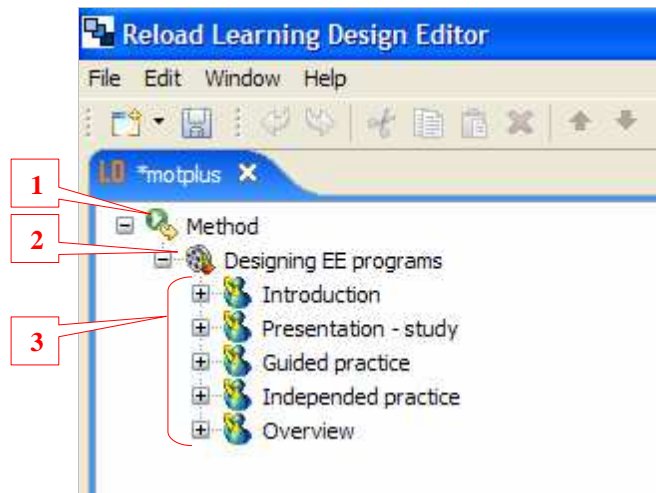 Reload Learning Design Editor
File Edit Window Help
LD *motplus
1
Method
2
Designing EE programs
Introduction
Presentation - study
3
Guided practice
Independed practice
Overview